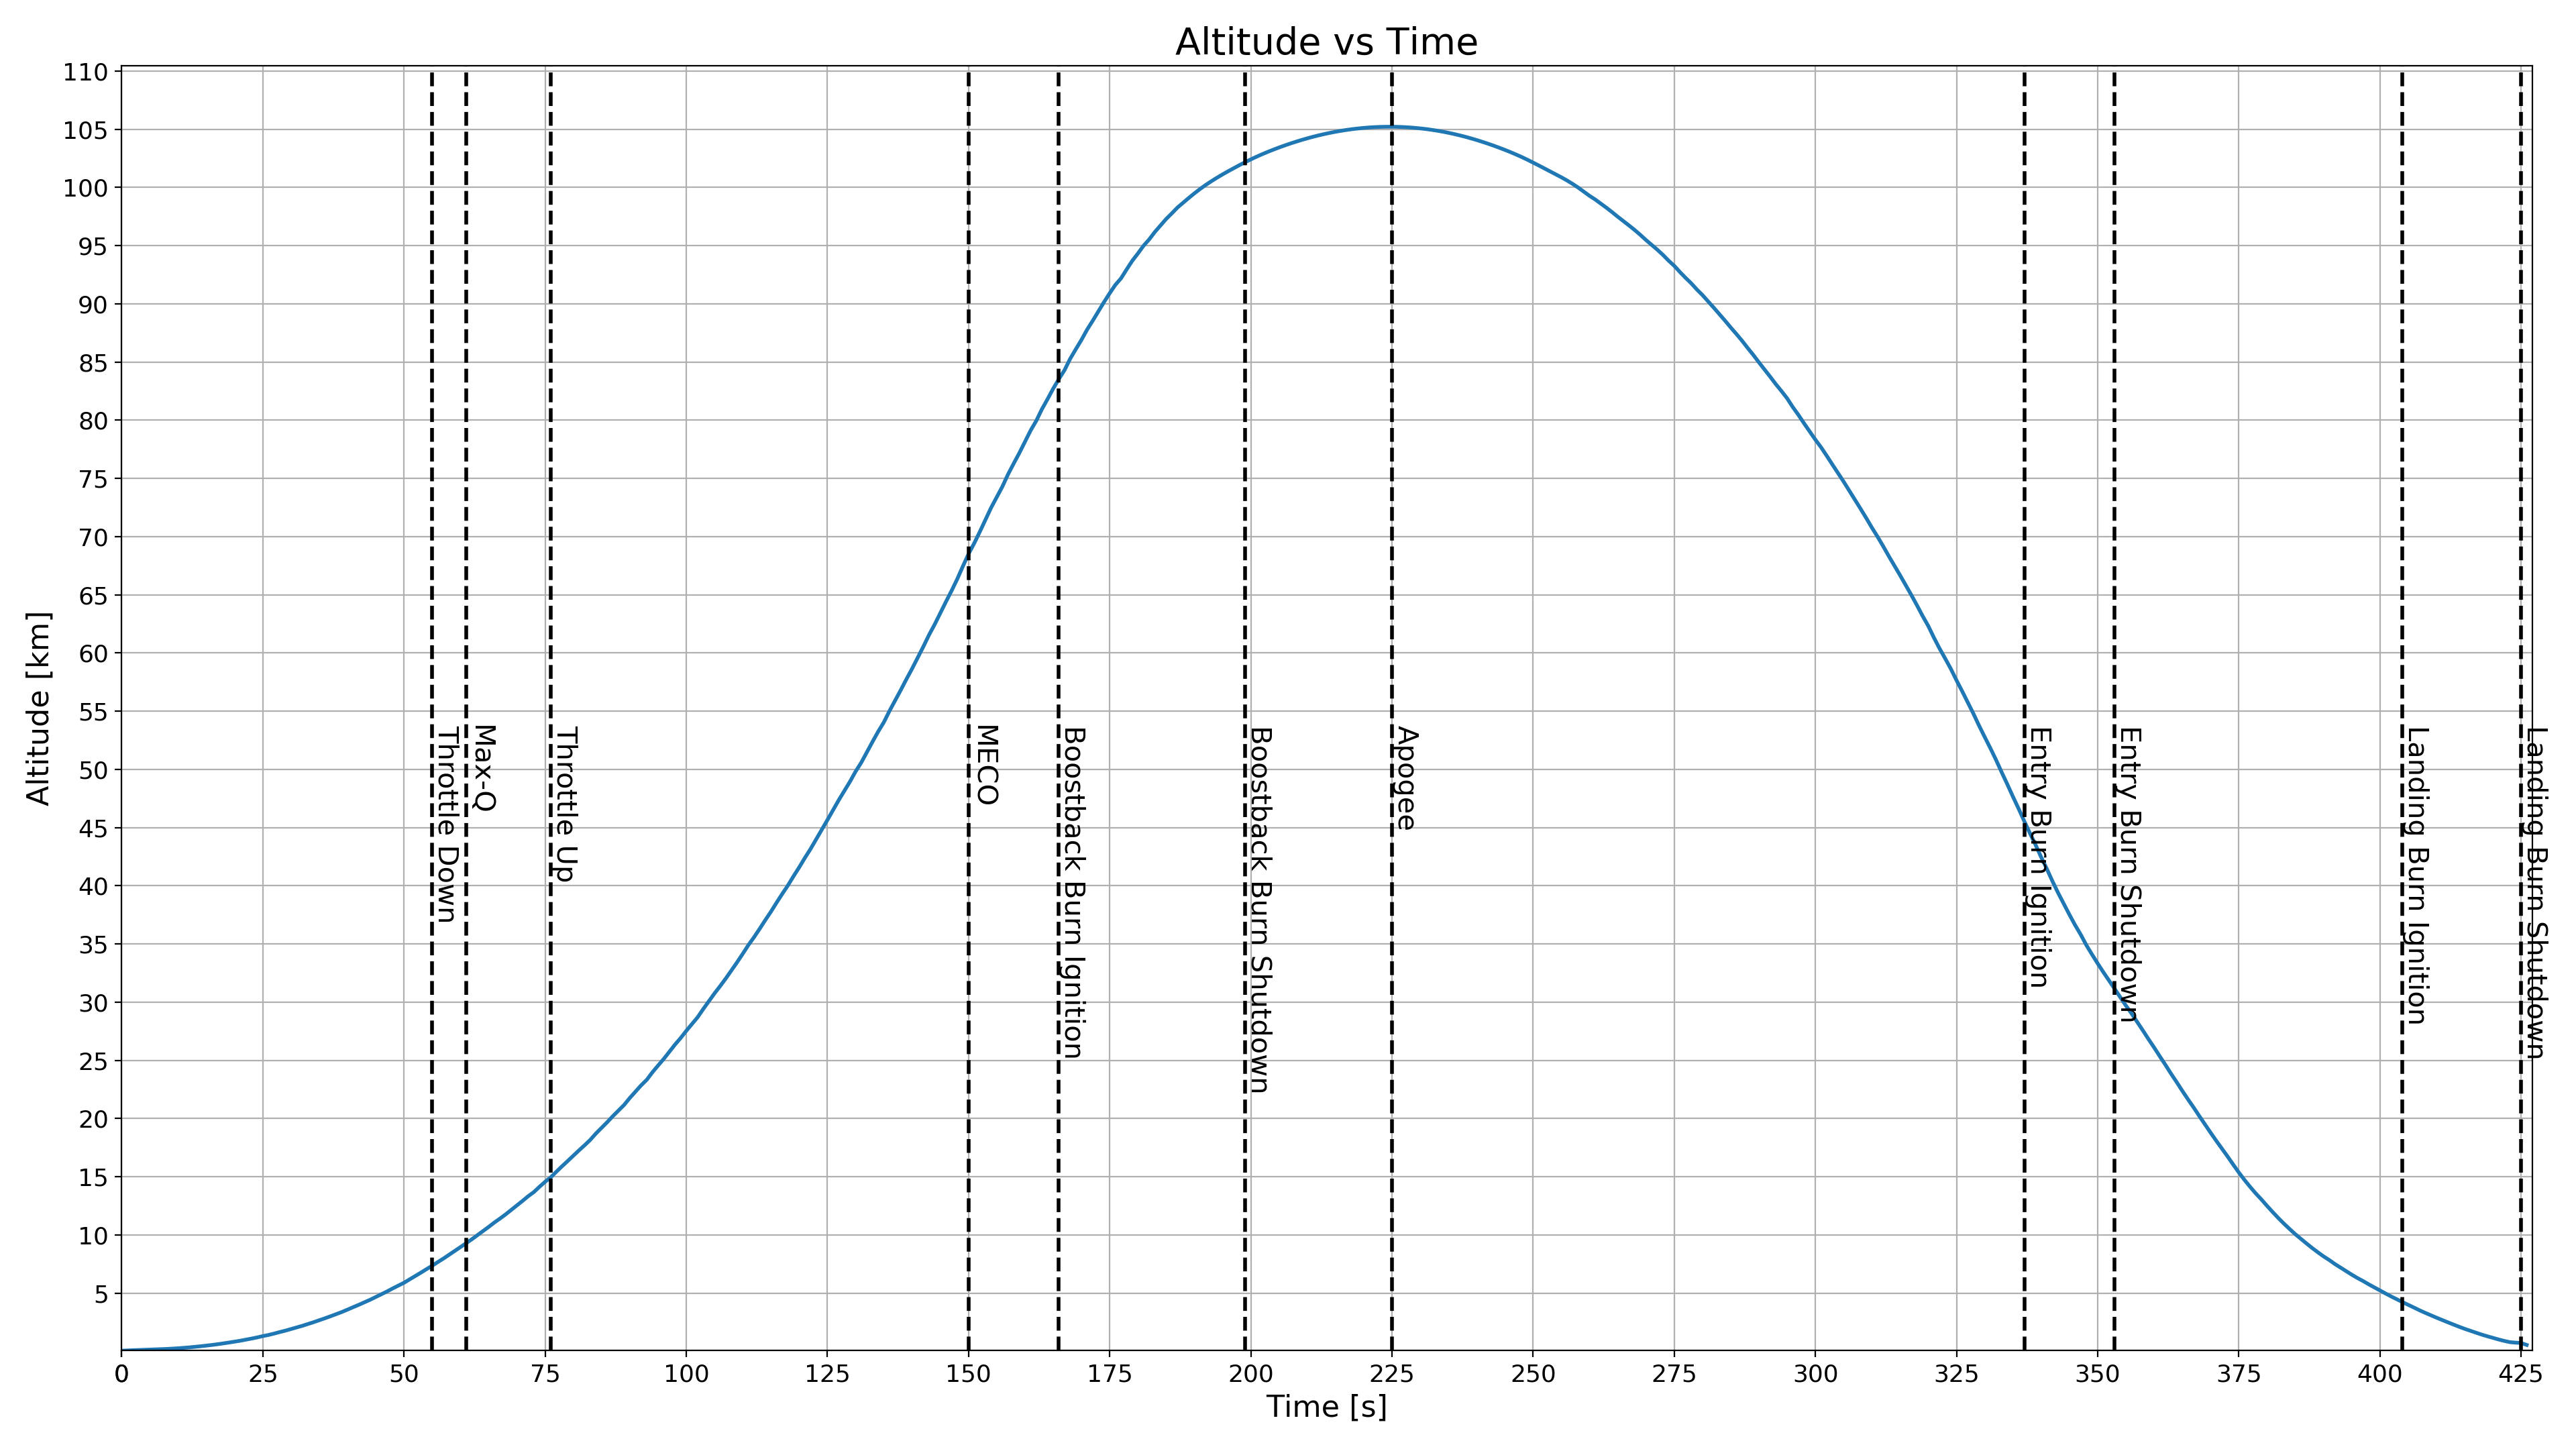 Altitude vs Time
Altitude [km]
110
105
100
95
90
85
80
75
70
65
60
55
50
45
40
35
30
25
20
15
10
5
Throttle Down
Max-Q
Throttle Up
MECO
Boostback Burn Ignition
Boostback Burn Shutdown
Apogee
Entry Burn Ignition
Entry Burn Shutdown
Landing Burn Ignition
Landing Burn Shutdown
0 25 50 75 100 125 150 175 200 225 250 275 300 325 350 375 400 425
Time [s]